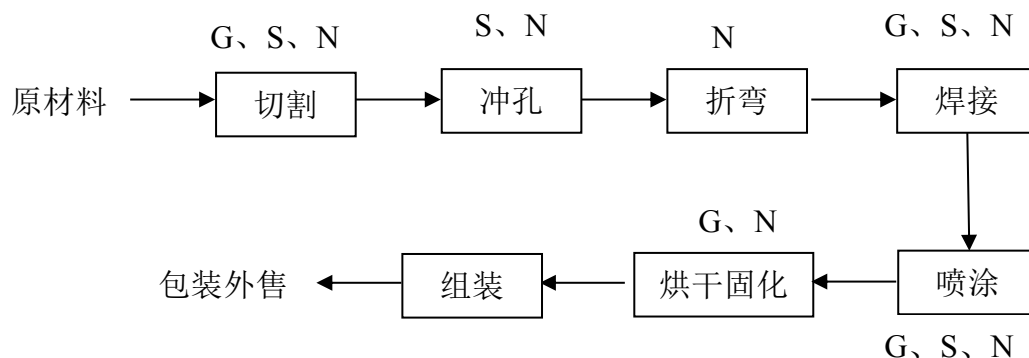 G、S、N
S、N
N
G、S、N
原材料
切割
冲孔
折弯
焊接
G、N
包装外售
组装
烘干固化
喷涂
G、S、N